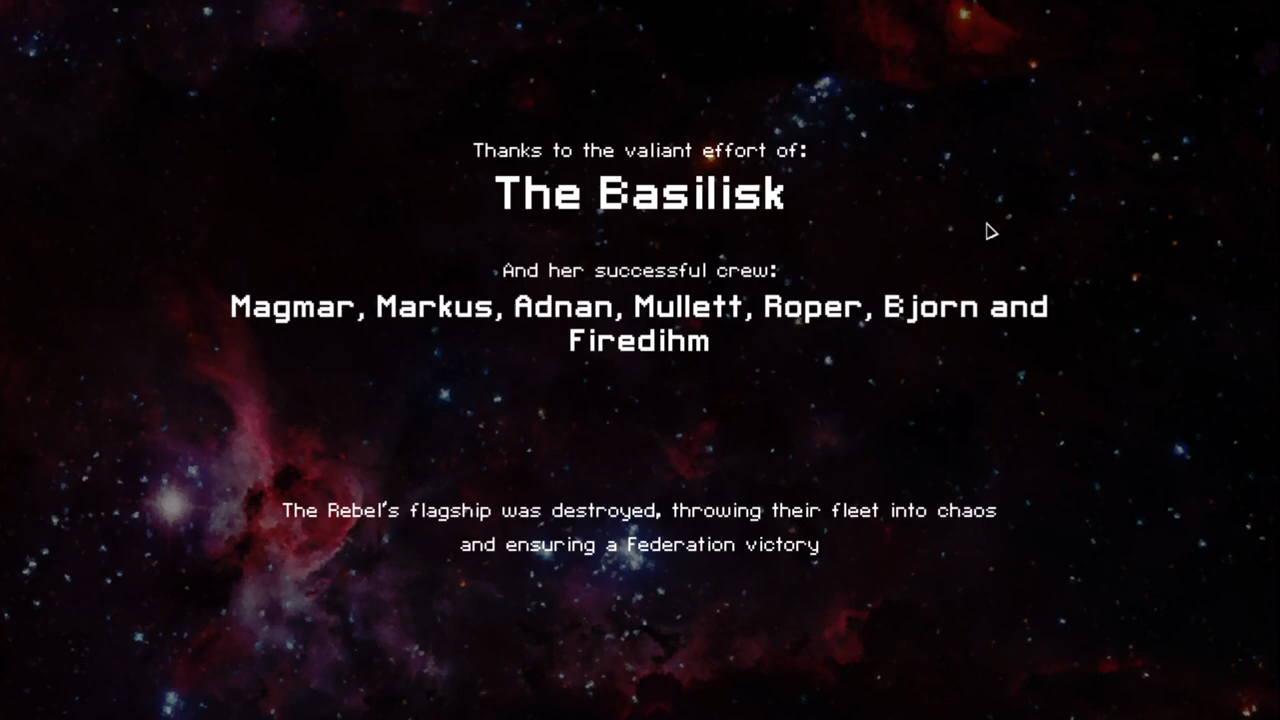 Thanks to the valiant effort of:
The Basilisk
And her successful crew:
Magmar, Markus, Adnan, Mullett, Roper, Bjorn and
Firedihm
The Rebel's flagship was destroyed, throwing their fleet into chaos
and ensuring a Federation victory